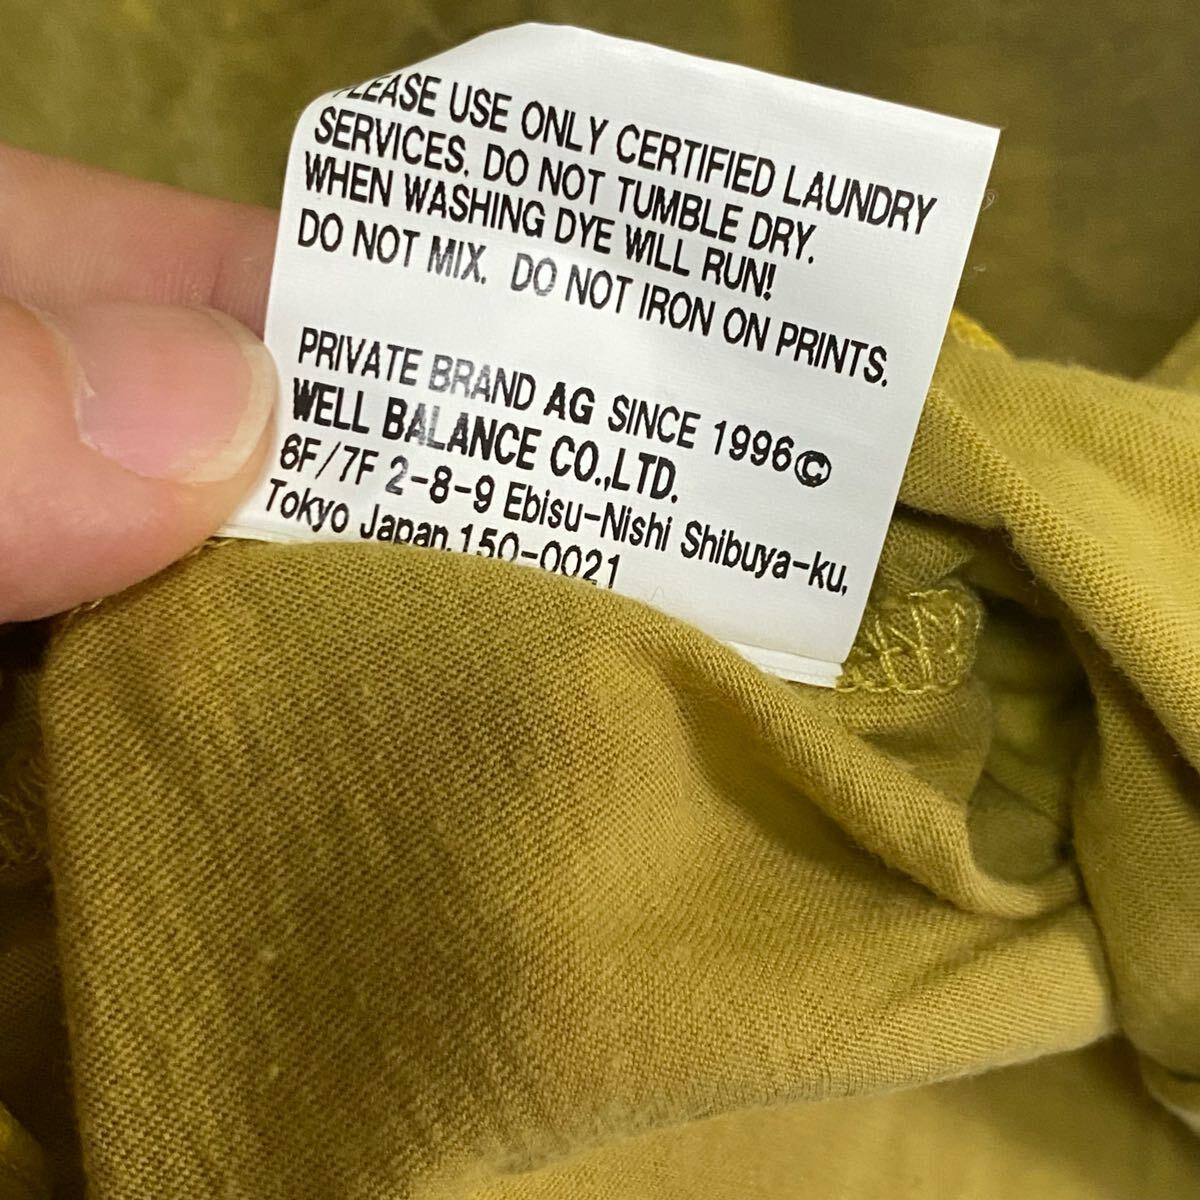 PLEASE USE ONLY CERTIFIED LAUNDRY
SERVICES. DO NOT TUMBLE DRY.
WHEN WASHING DYE WILL RUN!
DO NOT MIX. DO NOT IRON ON PRINTS.
PRIVATE BRAND AG SINCE 1996©
WELL BALANCE CO.,LTD.
6F/7F 2-8-9 Ebisu-Nishi Shibuya-ku,
Tokyo Japan.150-0021